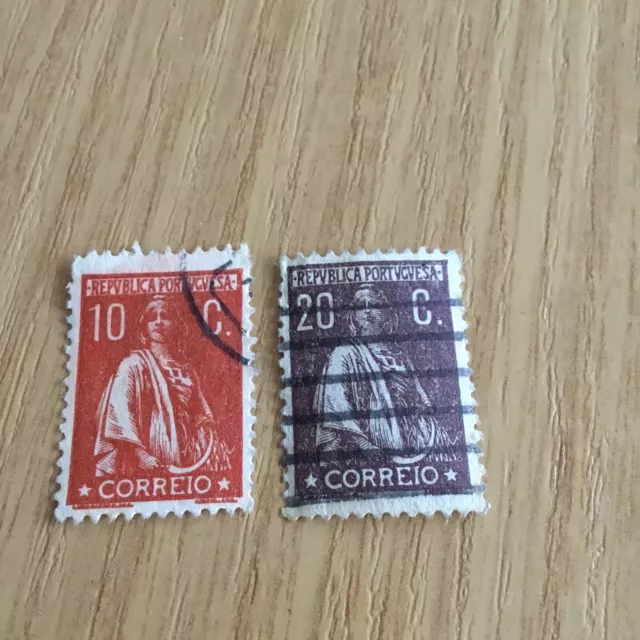 ·REPVBLICA PORTVGVESA·
10 C.
★ CORREIO ★
·REPVBLICA PORTVGVESA·
20 C.
★ CORREIO ★